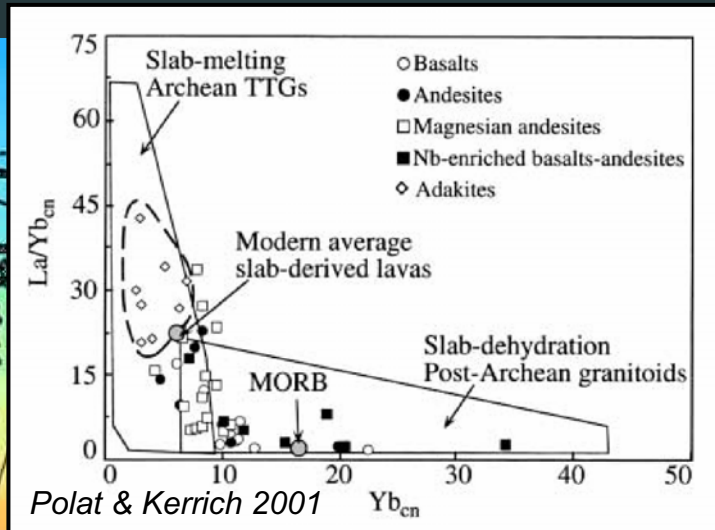 75
60
45
30
15
0
La/Ybcn
Slab-melting
Archean TTGs
Basalts
Andesites
Magnesian andesites
Nb-enriched basalts-andesites
Adakites
Modern average
slab-derived lavas
Slab-dehydration
Post-Archean granitoids
MORB
0
10
20
30
40
50
Ybcn
Polat & Kerrich 2001